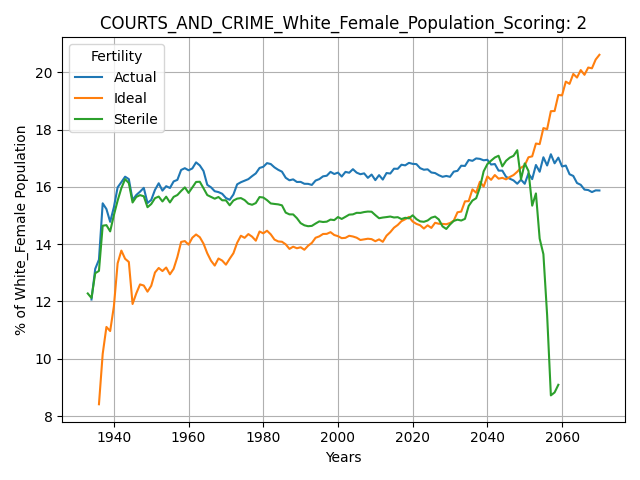 COURTS_AND_CRIME_White_Female_Population_Scoring: 2
Fertility
Actual
Ideal
Sterile
% of White_Female Population
20
18
16
14
12
10
8
1940 1960 1980 2000 2020 2040 2060
Years